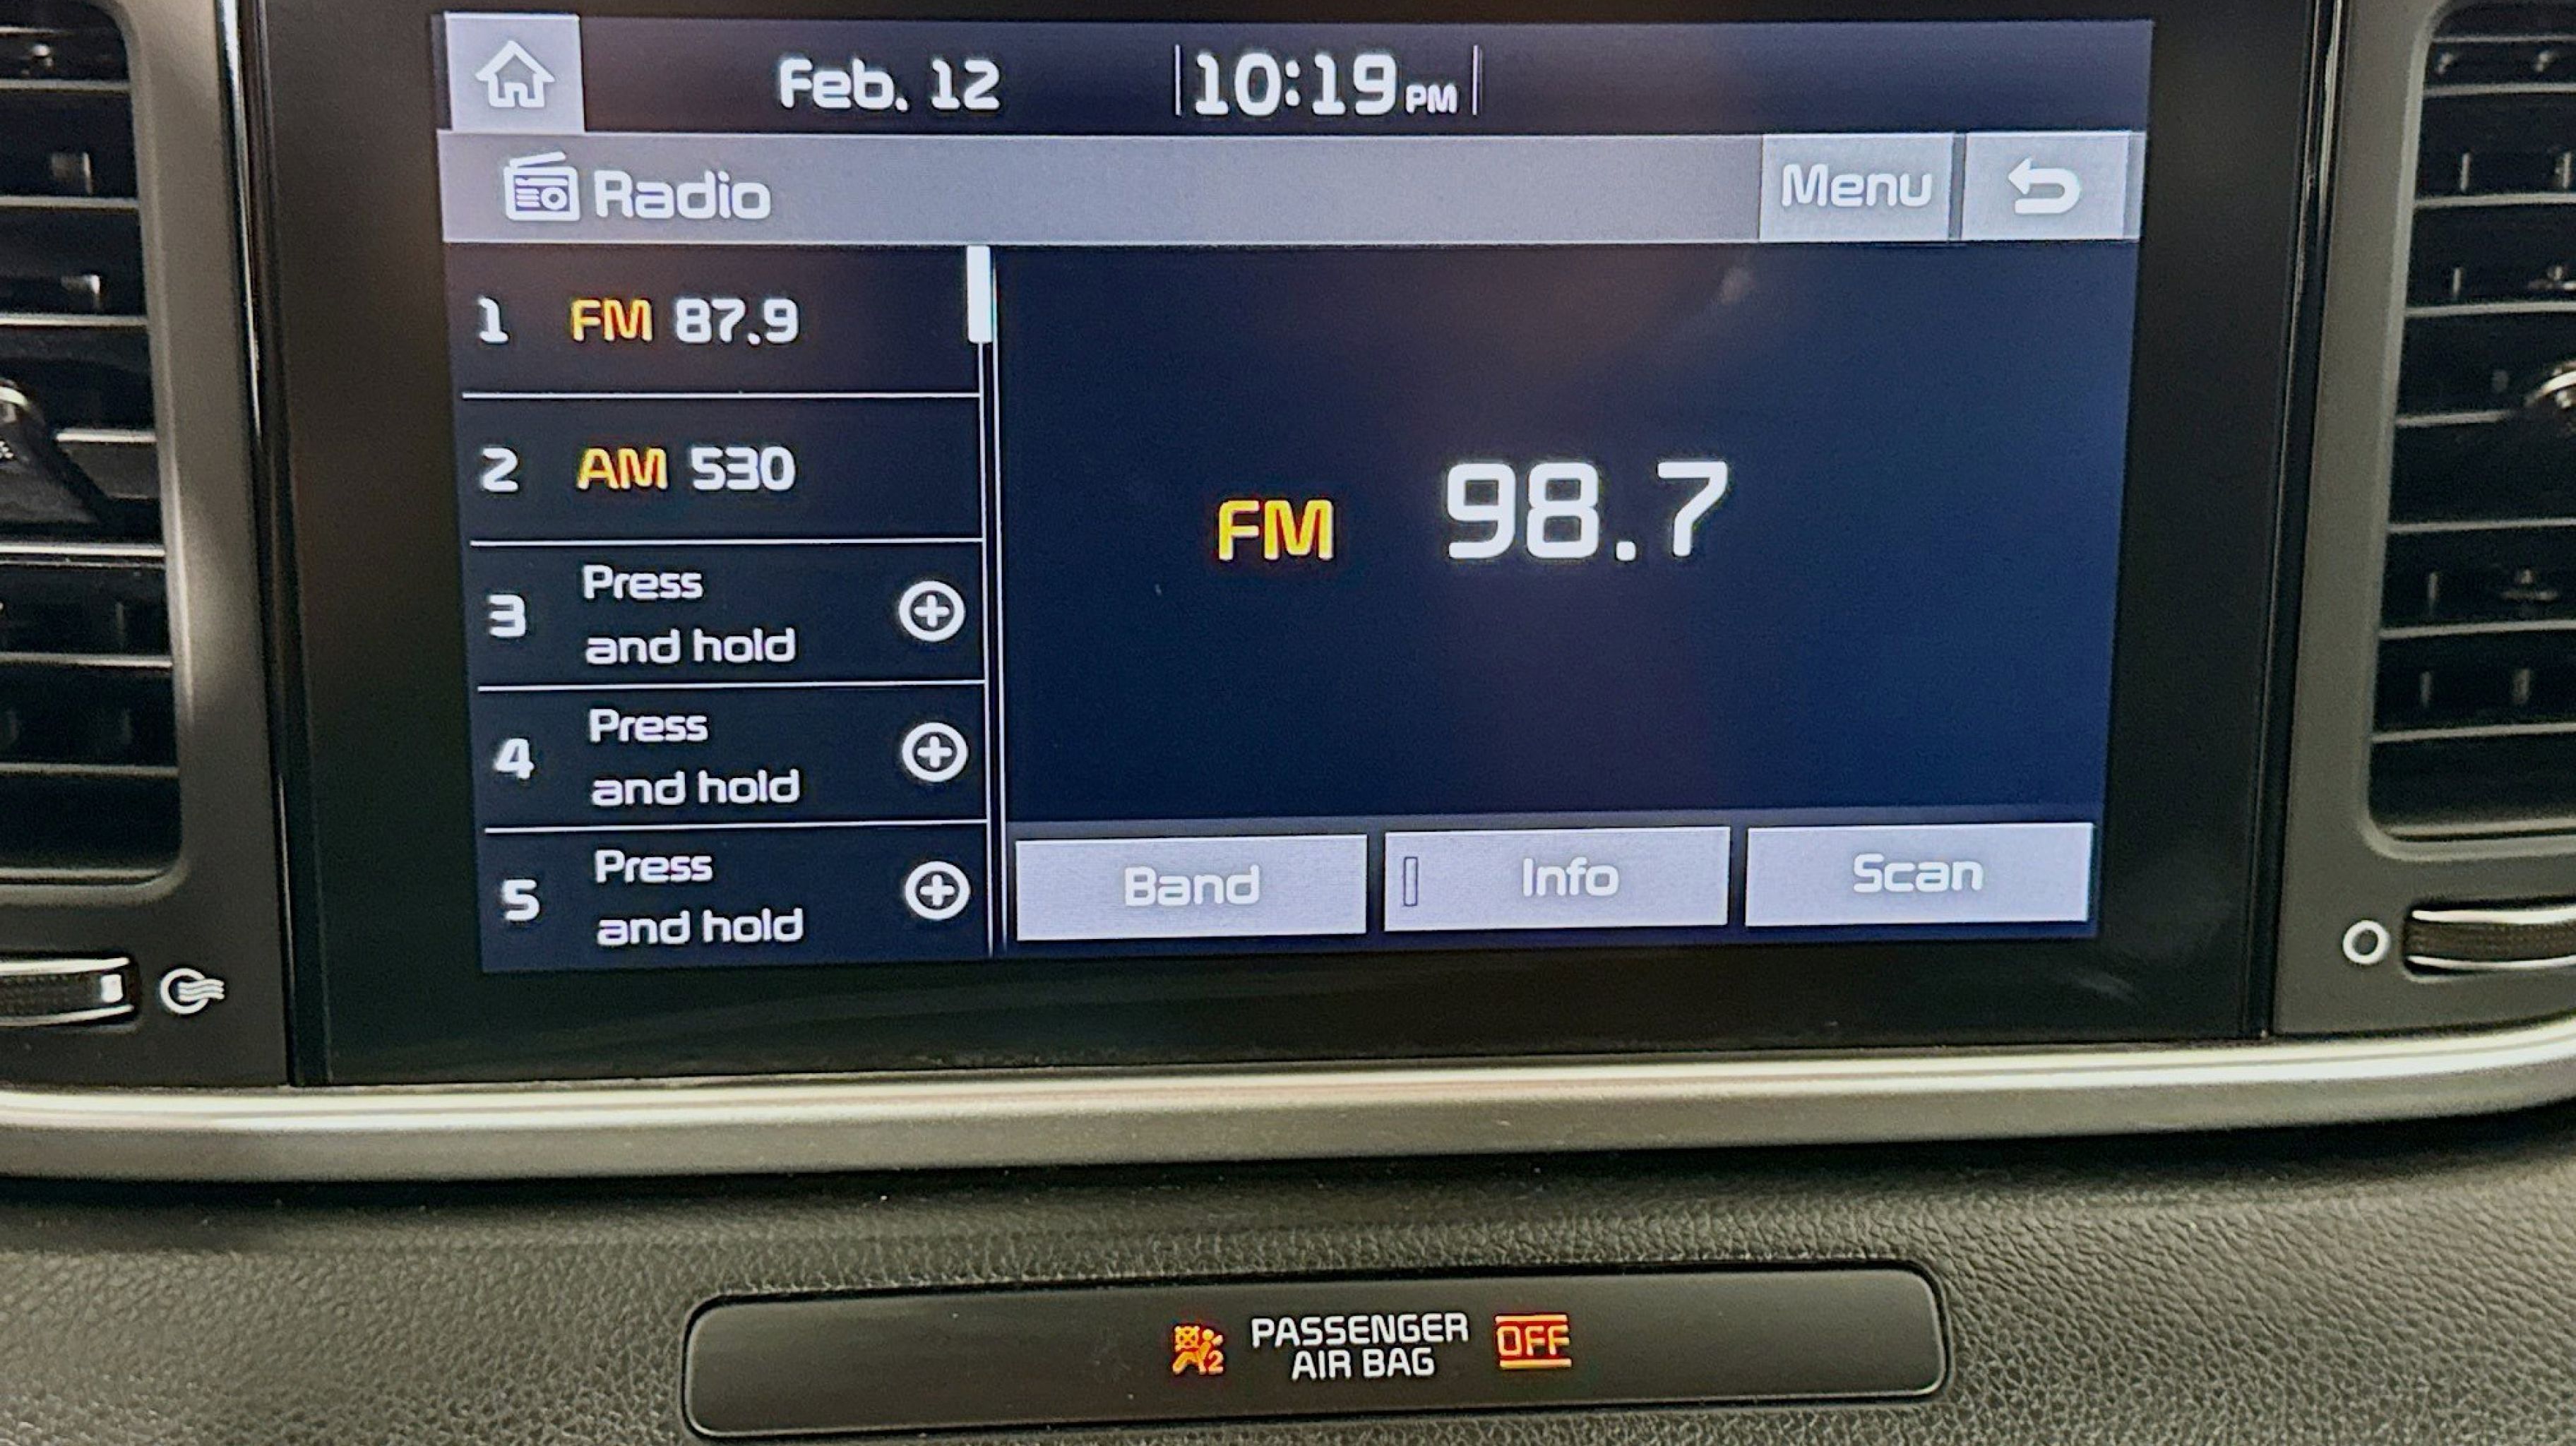 Feb. 12 10:19 PM
Radio Menu
1 FM 87.9
2 AM 530
3 Press
and hold
4 Press
and hold
5 Press
and hold
FM 98.7
Band Info Scan
2 PASSENGER
AIR BAG OFF